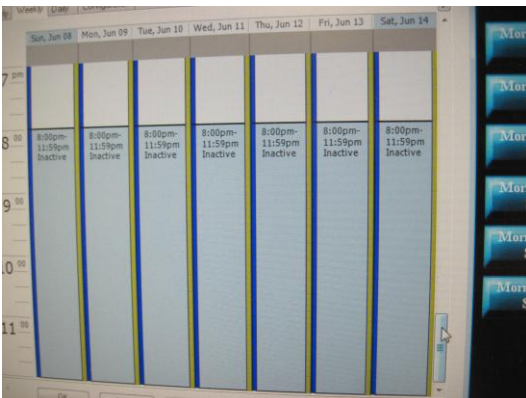 Weekly Daily
Sun, Jun 08 Mon, Jun 09 Tue, Jun 10 Wed, Jun 11 Thu, Jun 12 Fri, Jun 13 Sat, Jun 14
7 pm
8 00
8:00pm- 8:00pm- 8:00pm- 8:00pm- 8:00pm- 8:00pm- 8:00pm-
11:59pm 11:59pm 11:59pm 11:59pm 11:59pm 11:59pm 11:59pm
Inactive Inactive Inactive Inactive Inactive Inactive Inactive
9 00
0 00
11 00
Mor
Mor
Mor
Mor
Mor
S
Morn
S